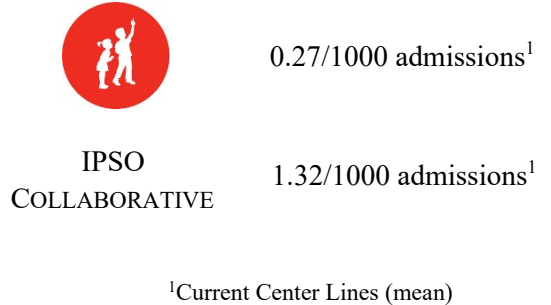 0.27/1000 admissions¹
IPSO
COLLABORATIVE
1.32/1000 admissions¹
¹Current Center Lines (mean)